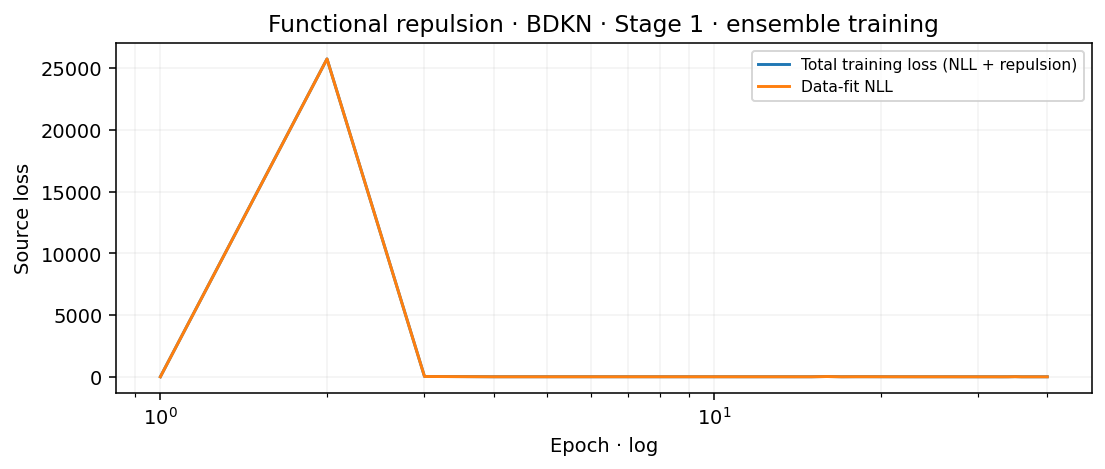 Functional repulsion · BDKN · Stage 1 · ensemble training
Total training loss (NLL + repulsion)
Data-fit NLL
Source loss
25000
20000
15000
10000
5000
0
10⁰
10¹
Epoch · log